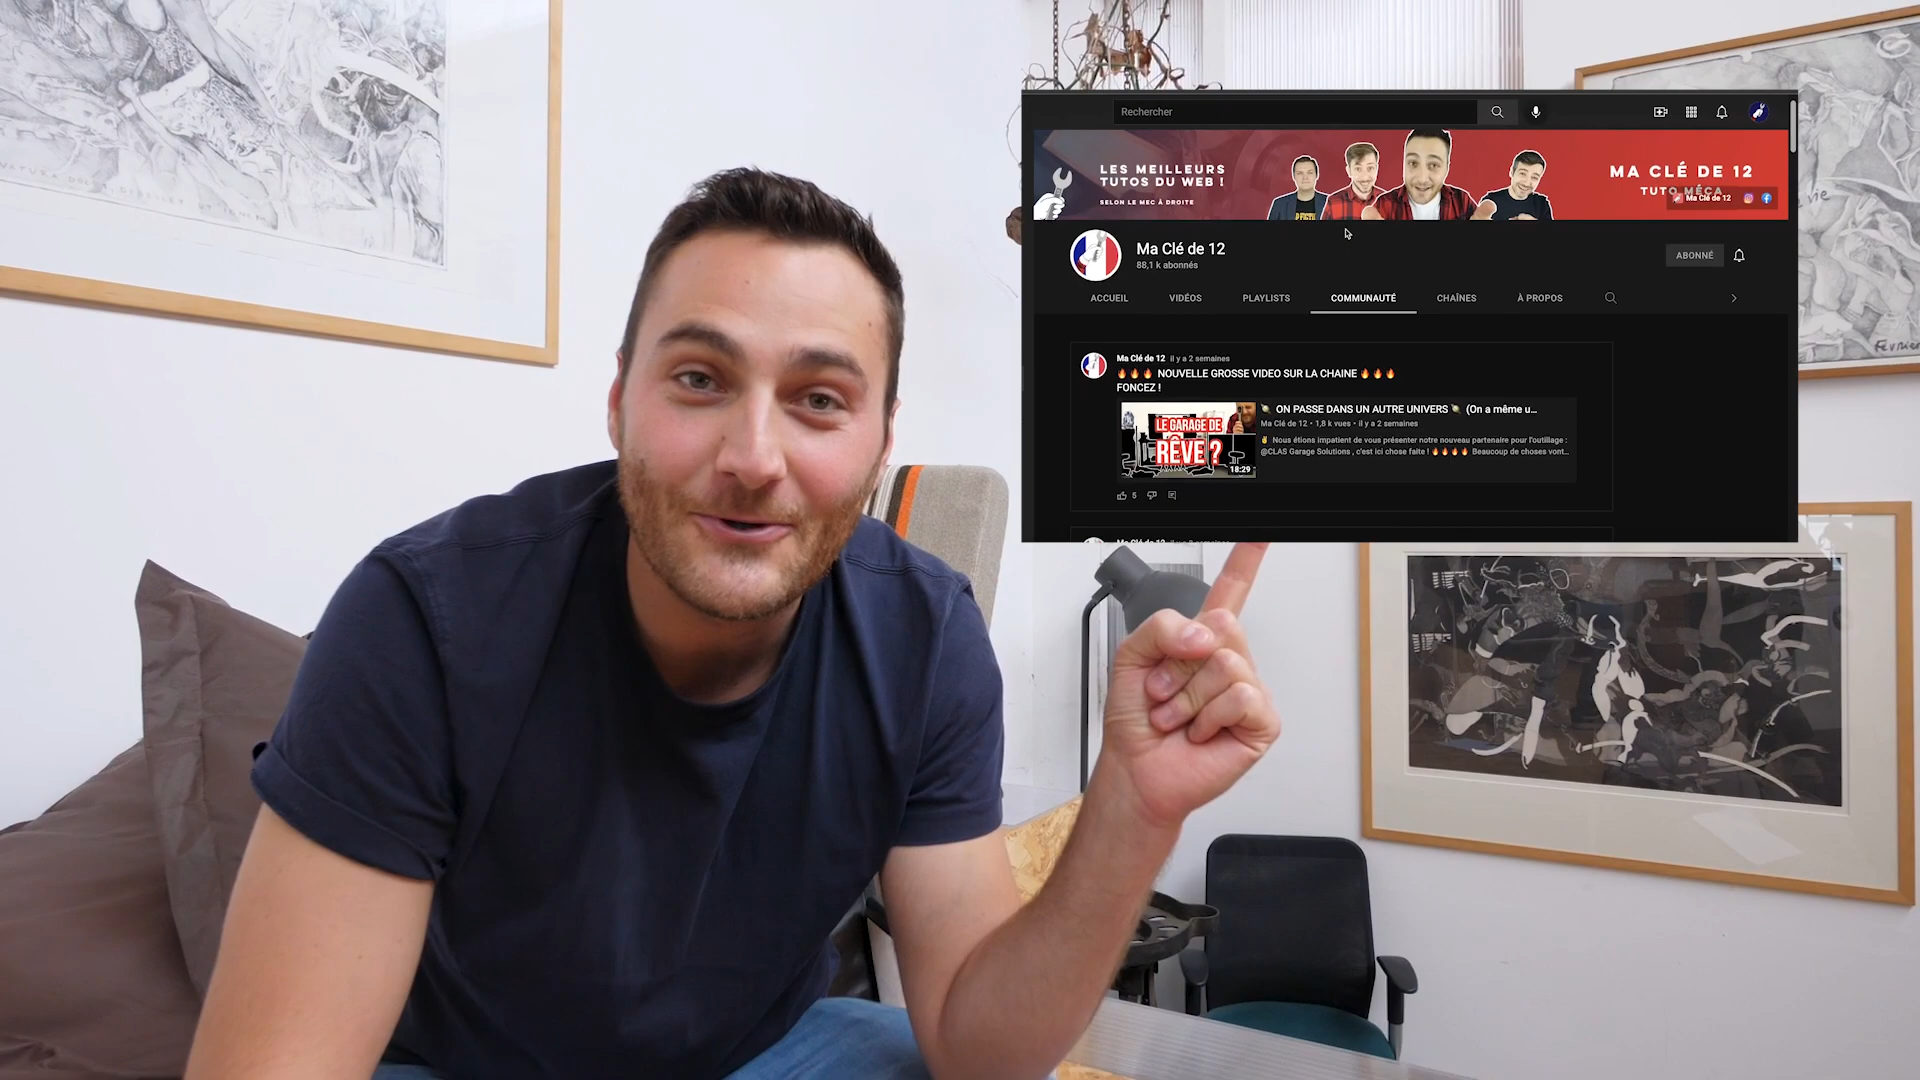 Rechercher
LES MEILLEURS
TUTOS DU WEB !
SELON LE MEC À DROITE
MA CLÉ DE 12
TUTO MÉCA
Ma Clé de 12
Ma Clé de 12
88,1 k abonnés
ABONNÉ
ACCUEIL
VIDÉOS
PLAYLISTS
COMMUNAUTÉ
CHAÎNES
À PROPOS
Ma Clé de 12 il y a 2 semaines
🔥🔥🔥 NOUVELLE GROSSE VIDEO SUR LA CHAINE 🔥🔥🔥
FONCEZ !
LE GARAGE DE
RÊVE ?
18:29
🪐 ON PASSE DANS UN AUTRE UNIVERS 🪐 (On a même u...
Ma Clé de 12 • 1,8 k vues • il y a 2 semaines
✌ Nous étions impatient de vous présenter notre nouveau partenaire pour l'outillage :
@CLAS Garage Solutions , c'est ici chose faite ! 🔥🔥🔥🔥 Beaucoup de choses vont...
5